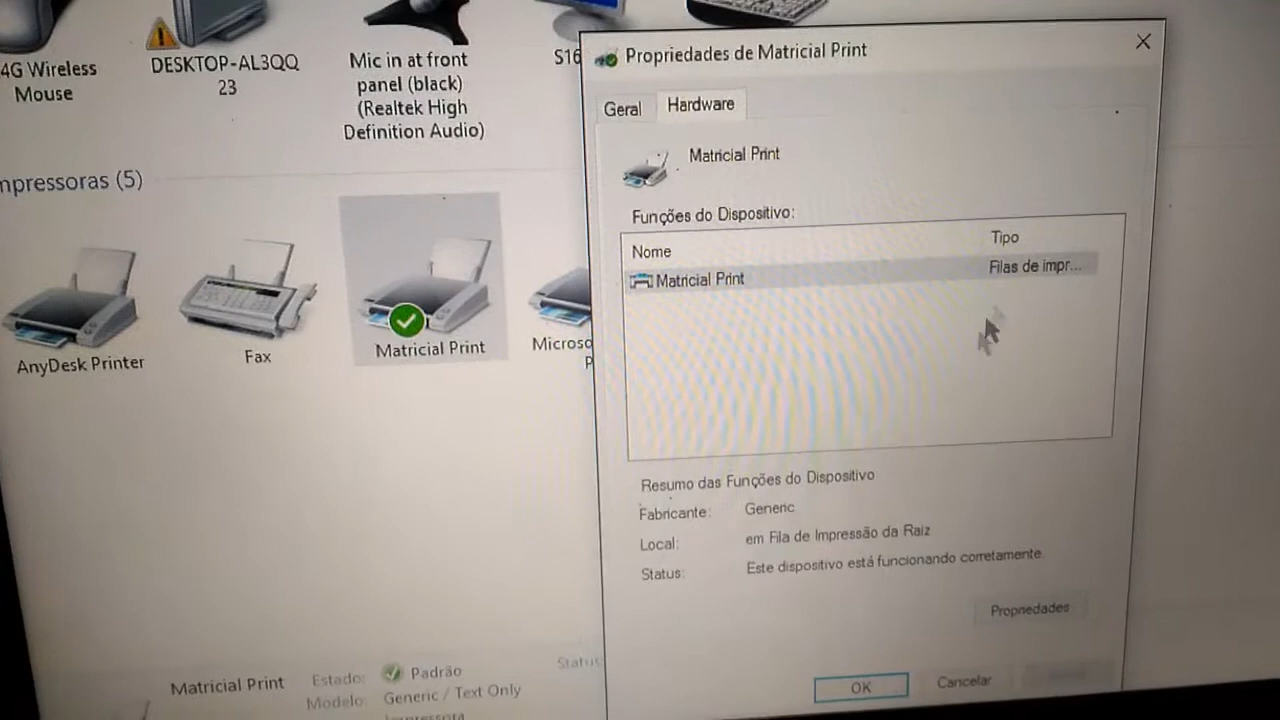 4G Wireless
Mouse
DESKTOP-AL3QQ
23
Mic in at front
panel (black)
(Realtek High
Definition Audio)
S16
mpressoras (5)
AnyDesk Printer
Fax
Matricial Print
Microso
P
Propriedades de Matricial Print
Geral
Hardware
Matricial Print
Funções do Dispositivo:
Nome
Tipo
Matricial Print
Filas de impr...
Resumo das Funções do Dispositivo
Fabricante:
Generic
Local:
em Fila de Impressão da Raiz
Status:
Este dispositivo está funcionando corretamente.
Propriedades
OK
Cancelar
Matricial Print
Estado:
Padrão
Status:
Modelo:
Generic / Text Only